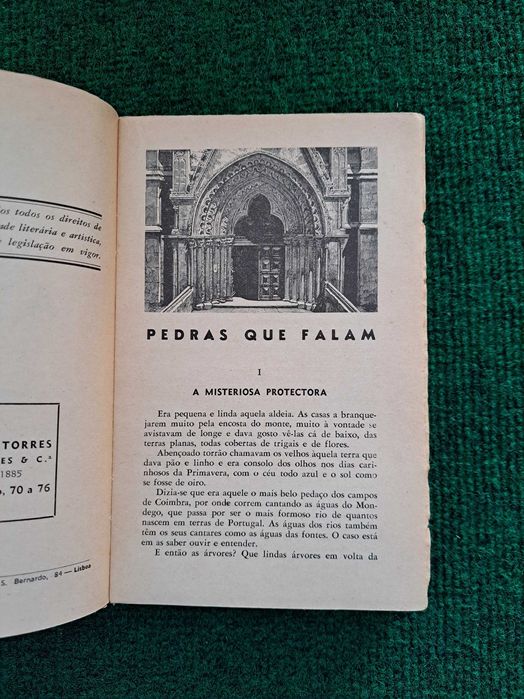 os todos os direitos de
ade literária e artística,
legislação em vigor.
TORRES
ES & C.ª
1885
o, 70 a 76
S. Bernardo, 84 — Lisboa
PEDRAS QUE FALAM
I
A MISTERIOSA PROTECTORA
Era pequena e linda aquela aldeia. As casas a branque-
jarem muito pela encosta do monte, muito à vontade se
avistavam de longe e dava gôsto vê-las cá de baixo, das
terras planas, todas cobertas de trigais e de flores.
Abençoado torrão chamavam os velhos àquela terra que
dava pão e linho e era consolo dos olhos nos dias cari-
nhosos da Primavera, com o céu todo azul e o sol como
se fosse de oiro.
Dizia-se que era aquele o mais belo pedaço dos campos
de Coimbra, por onde correm cantando as águas do Mon-
dego, que passa por ser o mais formoso rio de quantos
nascem em terras de Portugal. As águas dos rios também
têm os seus cantares como as águas das fontes. O caso está
em as saber ouvir e entender.
E então as árvores? Que lindas árvores em volta da